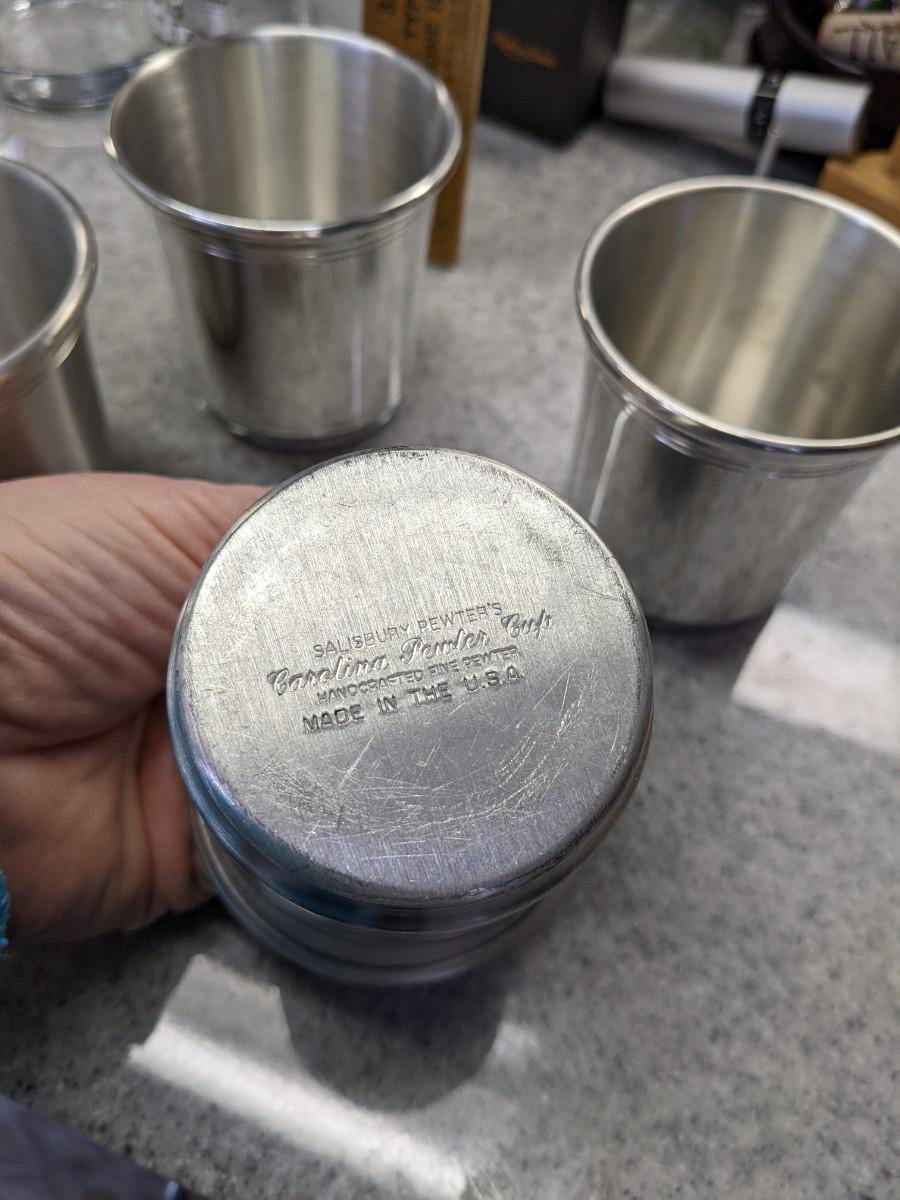 SALISBURY PEWTER'S
Carolina Pewter Cup
HANDCRAFTED FINE PEWTER
MADE IN THE U.S.A.